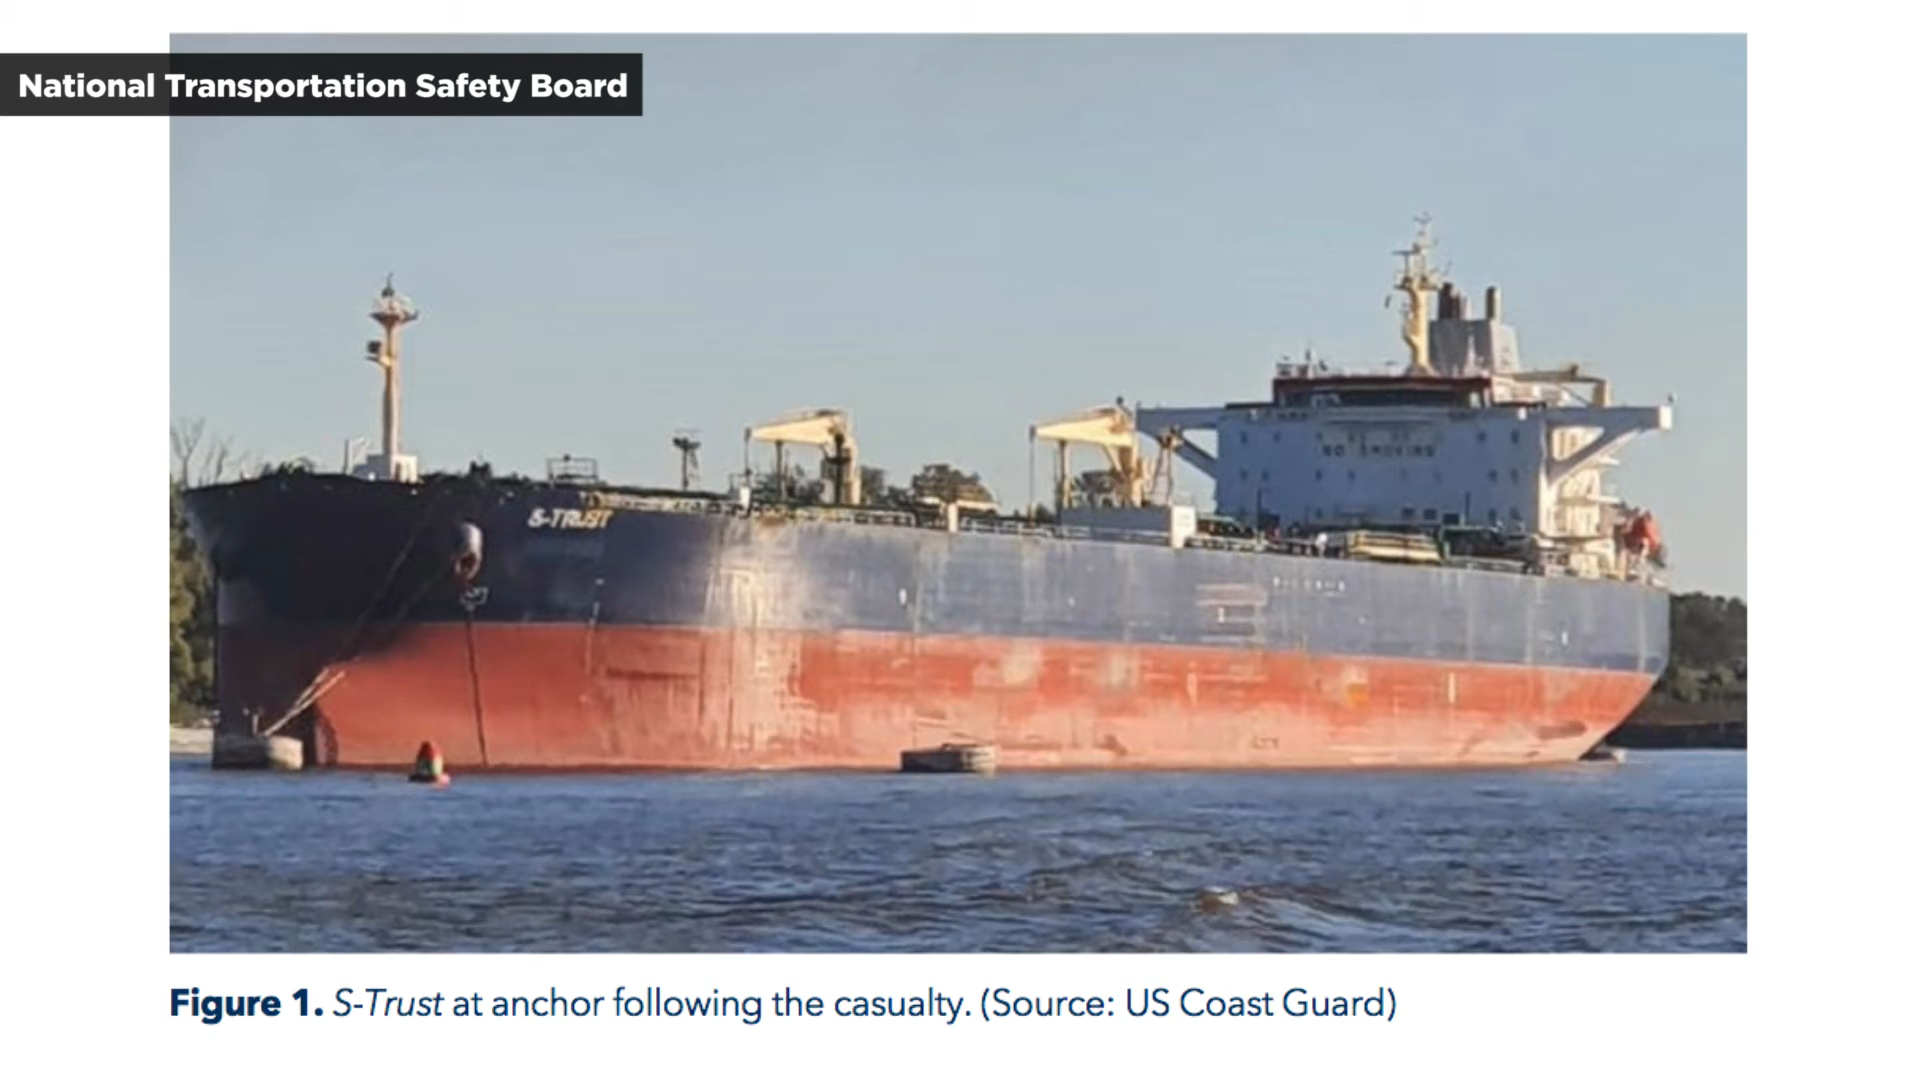 National Transportation Safety Board
S-TRUST
NO SMOKING
Figure 1. S-Trust at anchor following the casualty. (Source: US Coast Guard)